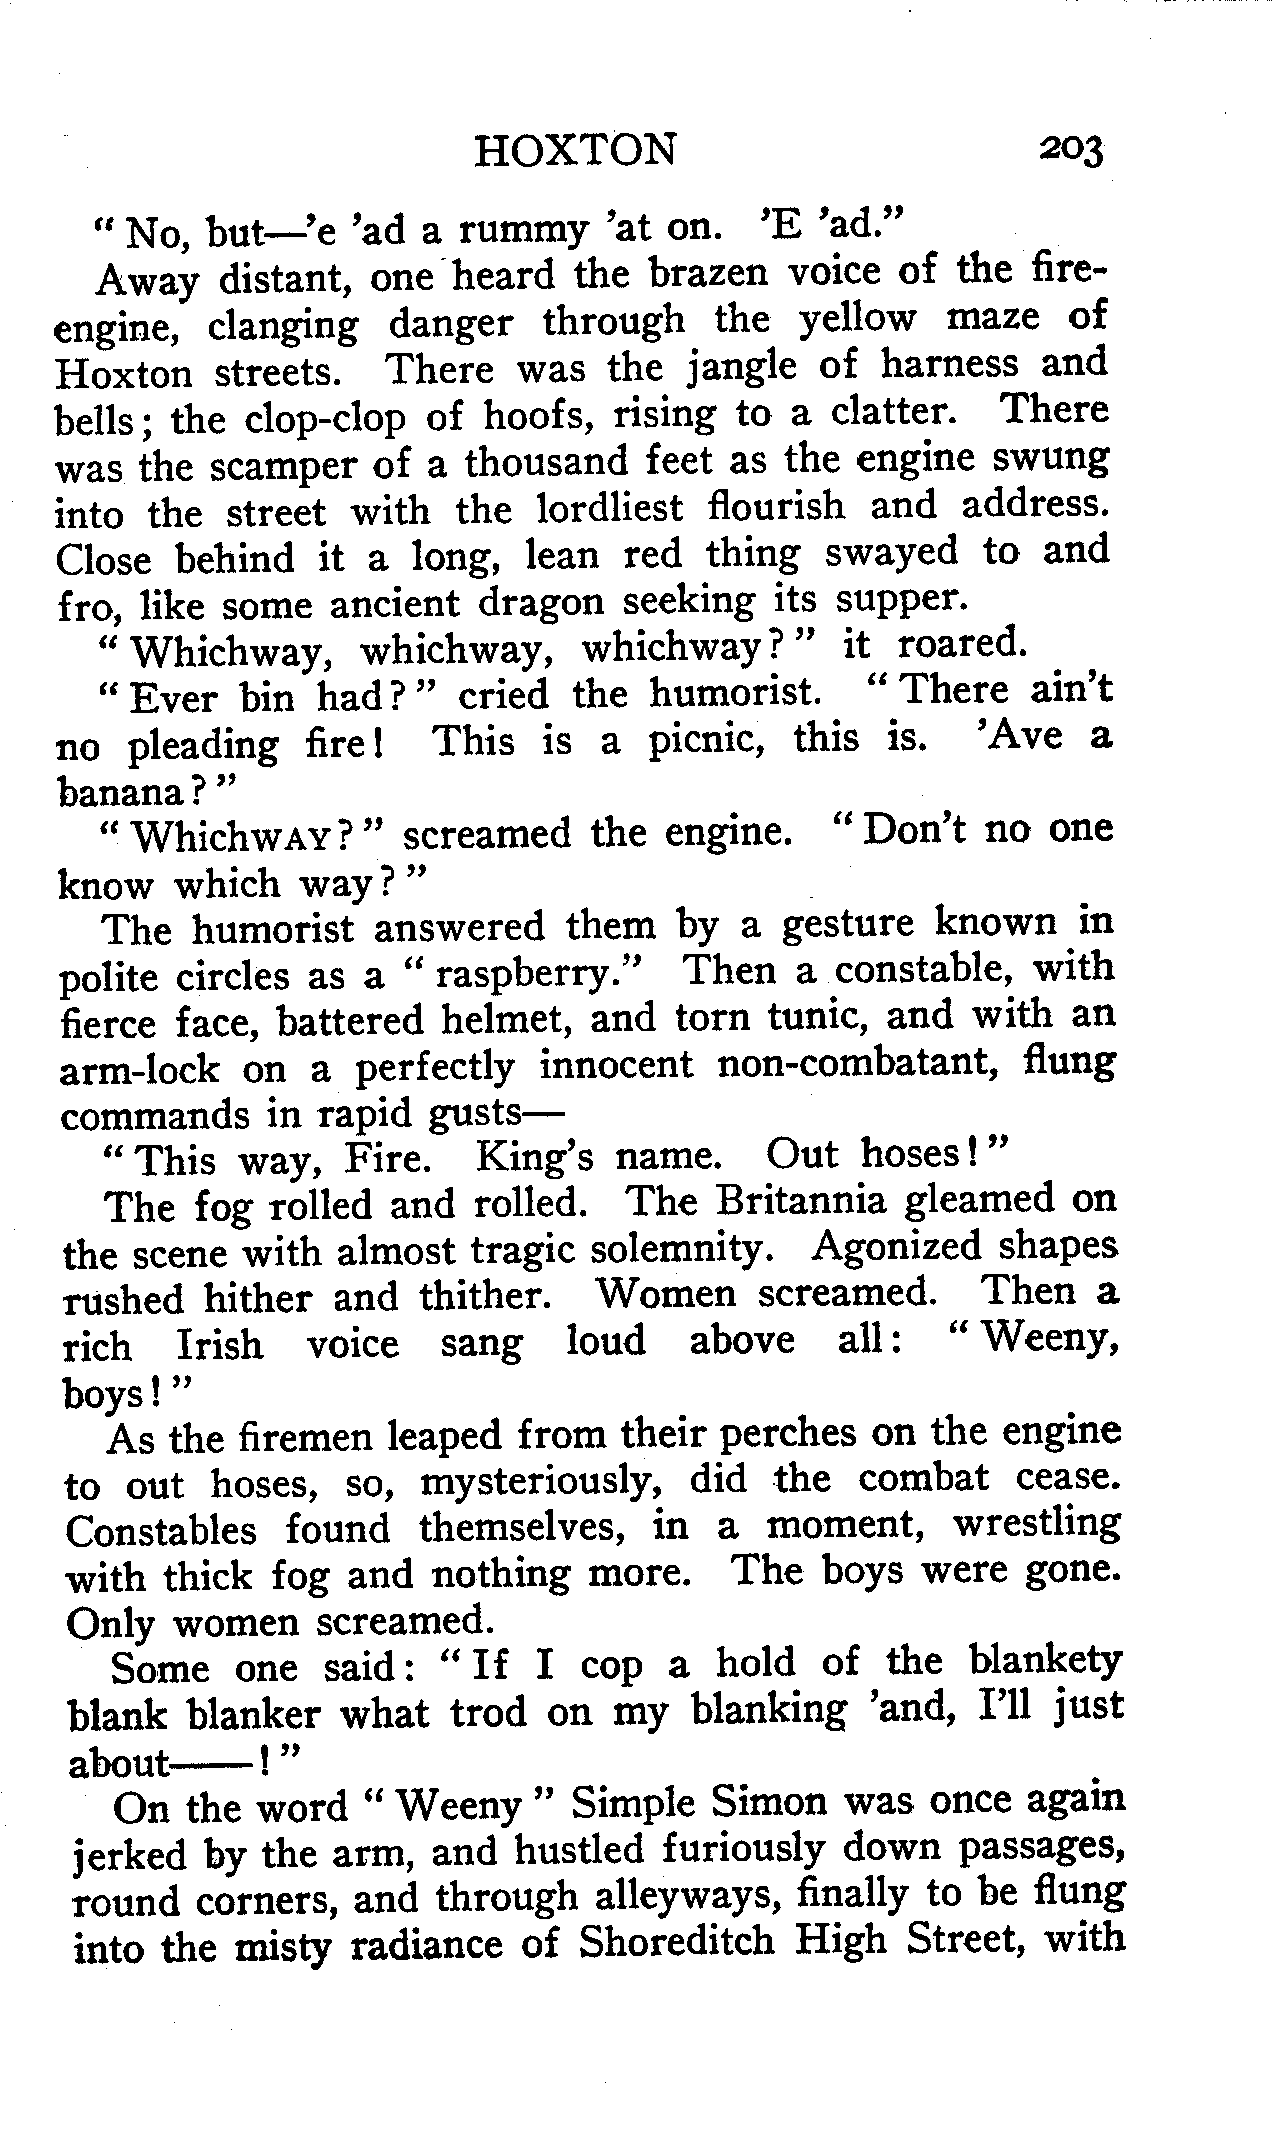 HOXTON 203
" No, but—'e 'ad a rummy 'at on. 'E 'ad."
Away distant, one heard the brazen voice of the fire-
engine, clanging danger through the yellow maze of
Hoxton streets. There was the jangle of harness and
bells; the clop-clop of hoofs, rising to a clatter. There
was the scamper of a thousand feet as the engine swung
into the street with the lordliest flourish and address.
Close behind it a long, lean red thing swayed to and
fro, like some ancient dragon seeking its supper.
" Whichway, whichway, whichway? " it roared.
" Ever bin had? " cried the humorist. " There ain't
no pleading fire! This is a picnic, this is. 'Ave a
banana? "
" WhichwAY? " screamed the engine. " Don't no one
know which way? "
The humorist answered them by a gesture known in
polite circles as a " raspberry." Then a constable, with
fierce face, battered helmet, and torn tunic, and with an
arm-lock on a perfectly innocent non-combatant, flung
commands in rapid gusts—
" This way, Fire. King's name. Out hoses! "
The fog rolled and rolled. The Britannia gleamed on
the scene with almost tragic solemnity. Agonized shapes
rushed hither and thither. Women screamed. Then a
rich Irish voice sang loud above all: " Weeny,
boys! "
As the firemen leaped from their perches on the engine
to out hoses, so, mysteriously, did the combat cease.
Constables found themselves, in a moment, wrestling
with thick fog and nothing more. The boys were gone.
Only women screamed.
Some one said: " If I cop a hold of the blankety
blank blanker what trod on my blanking 'and, I'll just
about——! "
On the word " Weeny " Simple Simon was once again
jerked by the arm, and hustled furiously down passages,
round corners, and through alleyways, finally to be flung
into the misty radiance of Shoreditch High Street, with